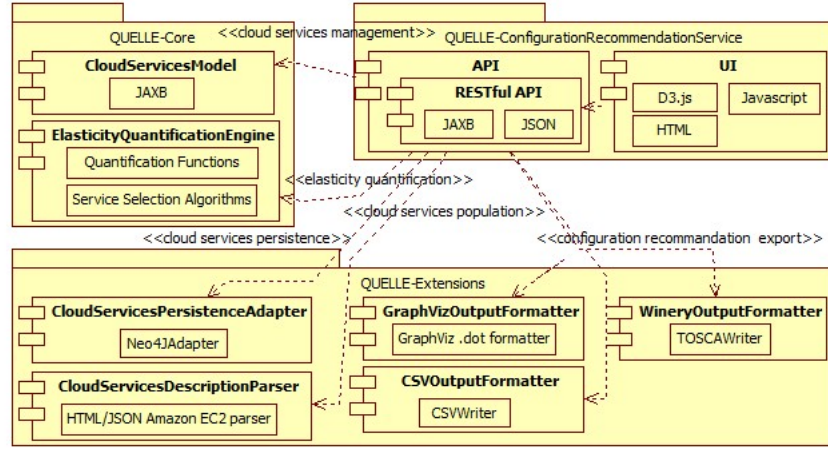 QUELLE-Core
<<cloud services management>>
QUELLE-ConfigurationRecommendationService
CloudServicesModel
JAXB
API
RESTful API
JAXB
JSON
UI
D3.js
Javascript
HTML
ElasticityQuantificationEngine
Quantification Functions
Service Selection Algorithms
<<elasticity quantification>>
<<cloud services population>>
<<cloud services persistence>>
<<configuration recommandation export>>
QUELLE-Extensions
CloudServicesPersistenceAdapter
Neo4JAdapter
GraphVizOutputFormatter
GraphViz .dot formatter
WineryOutputFormatter
TOSCAWriter
CloudServicesDescriptionParser
HTML/JSON Amazon EC2 parser
CSVOutputFormatter
CSVWriter